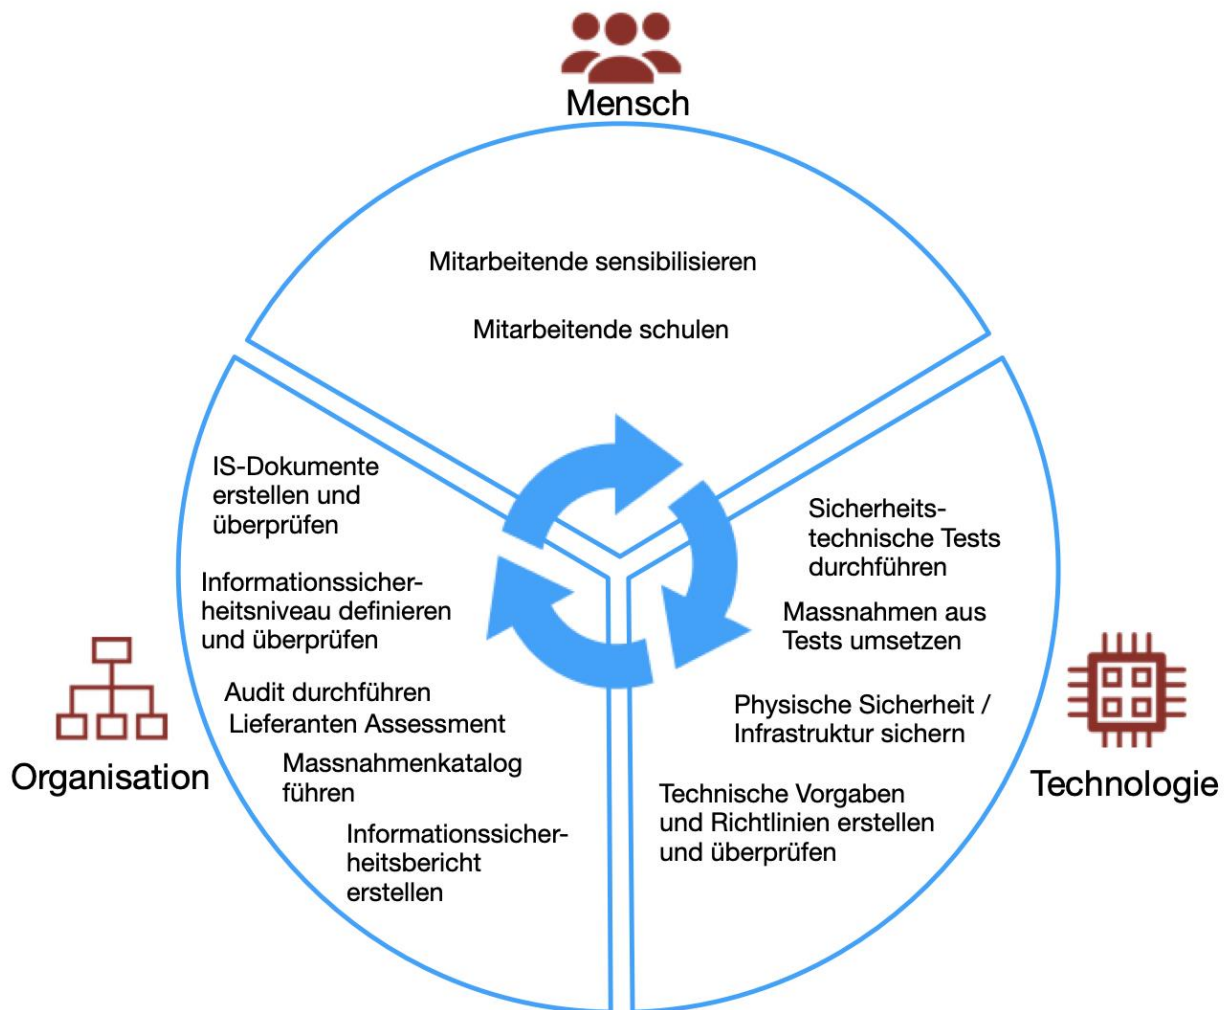 Mensch
Mitarbeitende sensibilisieren
Mitarbeitende schulen
IS-Dokumente
erstellen und
überprüfen
Informationssicher-
heitsniveau definieren
und überprüfen
Audit durchführen
Lieferanten Assessment
Massnahmenkatalog
führen
Informationssicher-
heitsbericht
erstellen
Organisation
Sicherheits-
technische Tests
durchführen
Massnahmen aus
Tests umsetzen
Physische Sicherheit /
Infrastruktur sichern
Technische Vorgaben
und Richtlinien erstellen
und überprüfen
Technologie